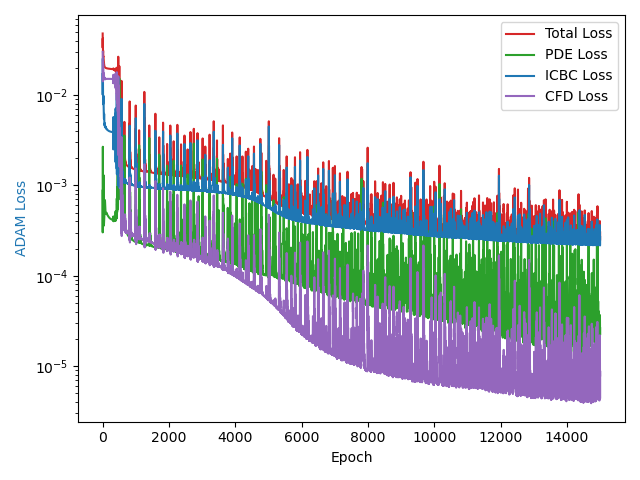 Total Loss
PDE Loss
ICBC Loss
CFD Loss
ADAM Loss
10⁻²
10⁻³
10⁻⁴
10⁻⁵
0 2000 4000 6000 8000 10000 12000 14000
Epoch